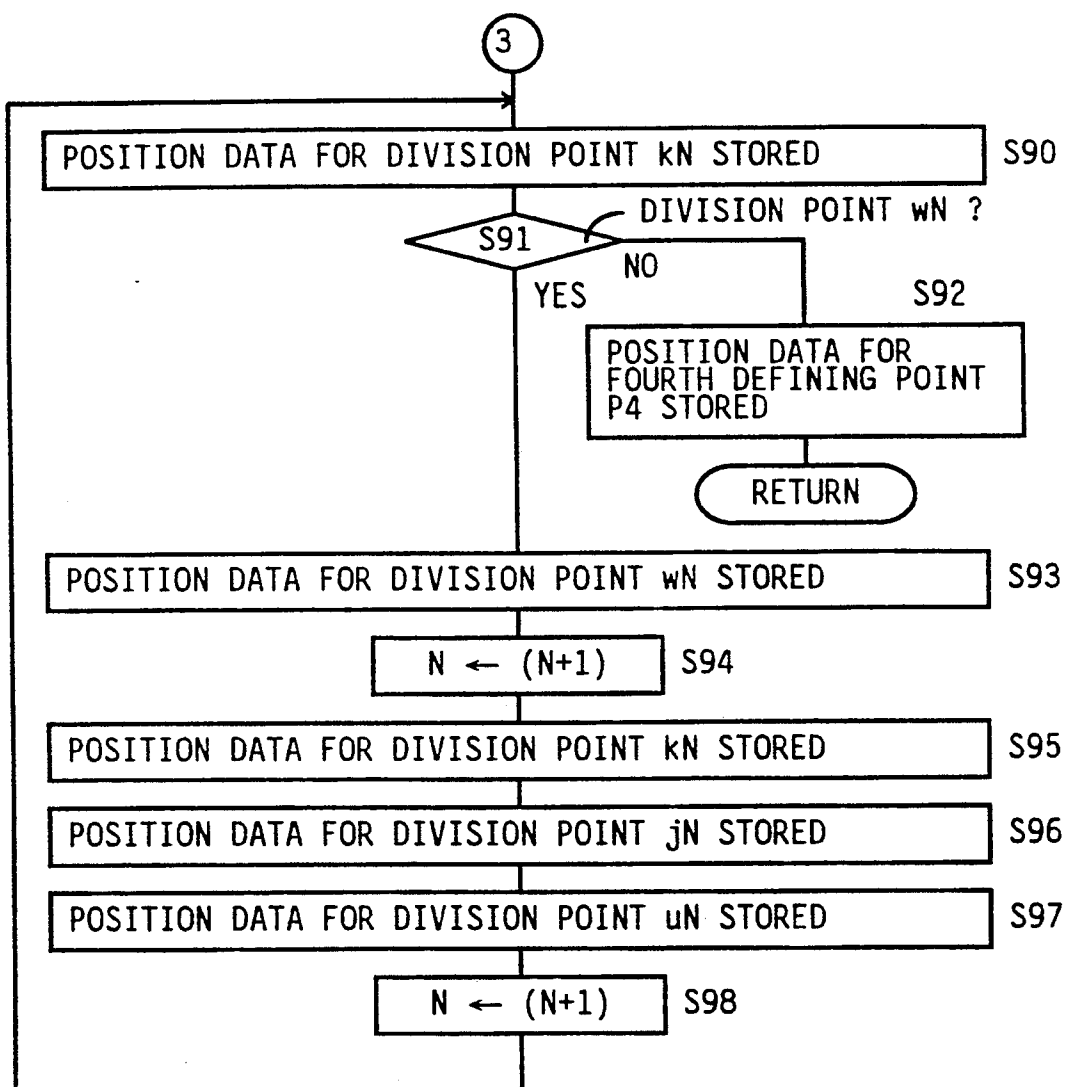 3
POSITION DATA FOR DIVISION POINT kN STORED
S90
DIVISION POINT wN ?
S91
NO
YES
S92
POSITION DATA FOR
FOURTH DEFINING POINT
P4 STORED
RETURN
POSITION DATA FOR DIVISION POINT wN STORED
S93
N ← (N+1)
S94
POSITION DATA FOR DIVISION POINT kN STORED
S95
POSITION DATA FOR DIVISION POINT jN STORED
S96
POSITION DATA FOR DIVISION POINT uN STORED
S97
N ← (N+1)
S98